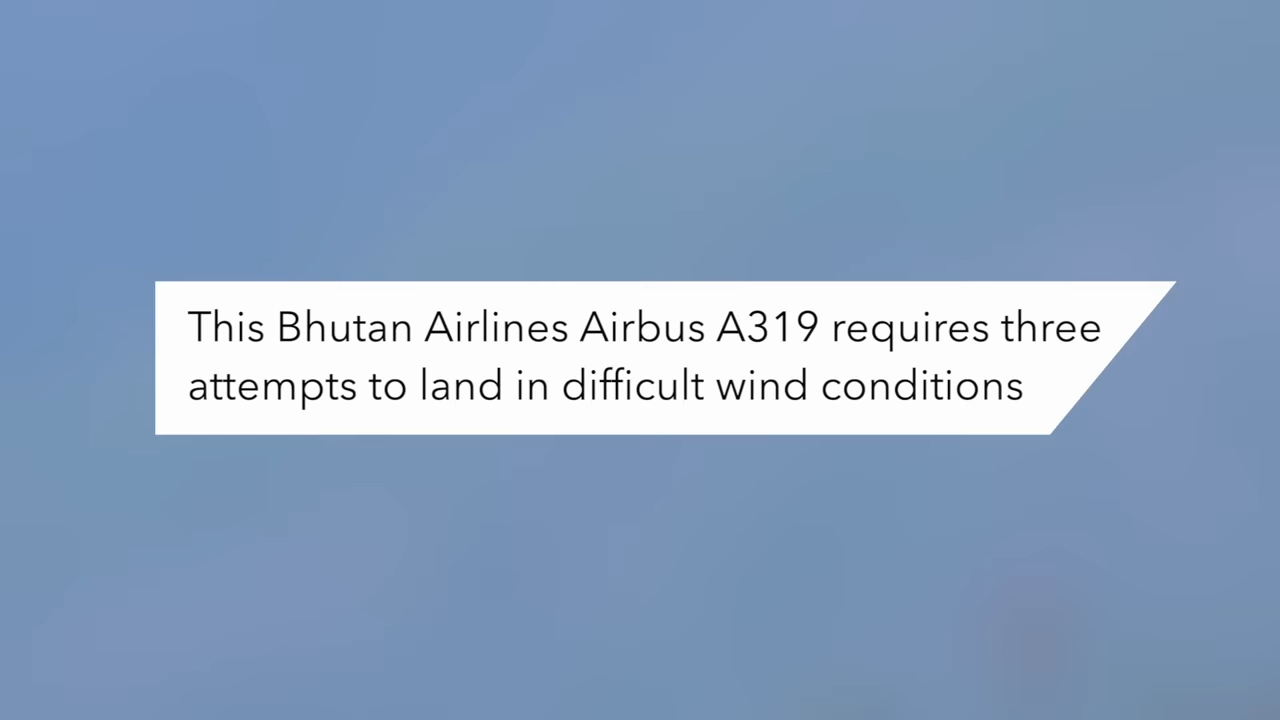 This Bhutan Airlines Airbus A319 requires three
attempts to land in difficult wind conditions